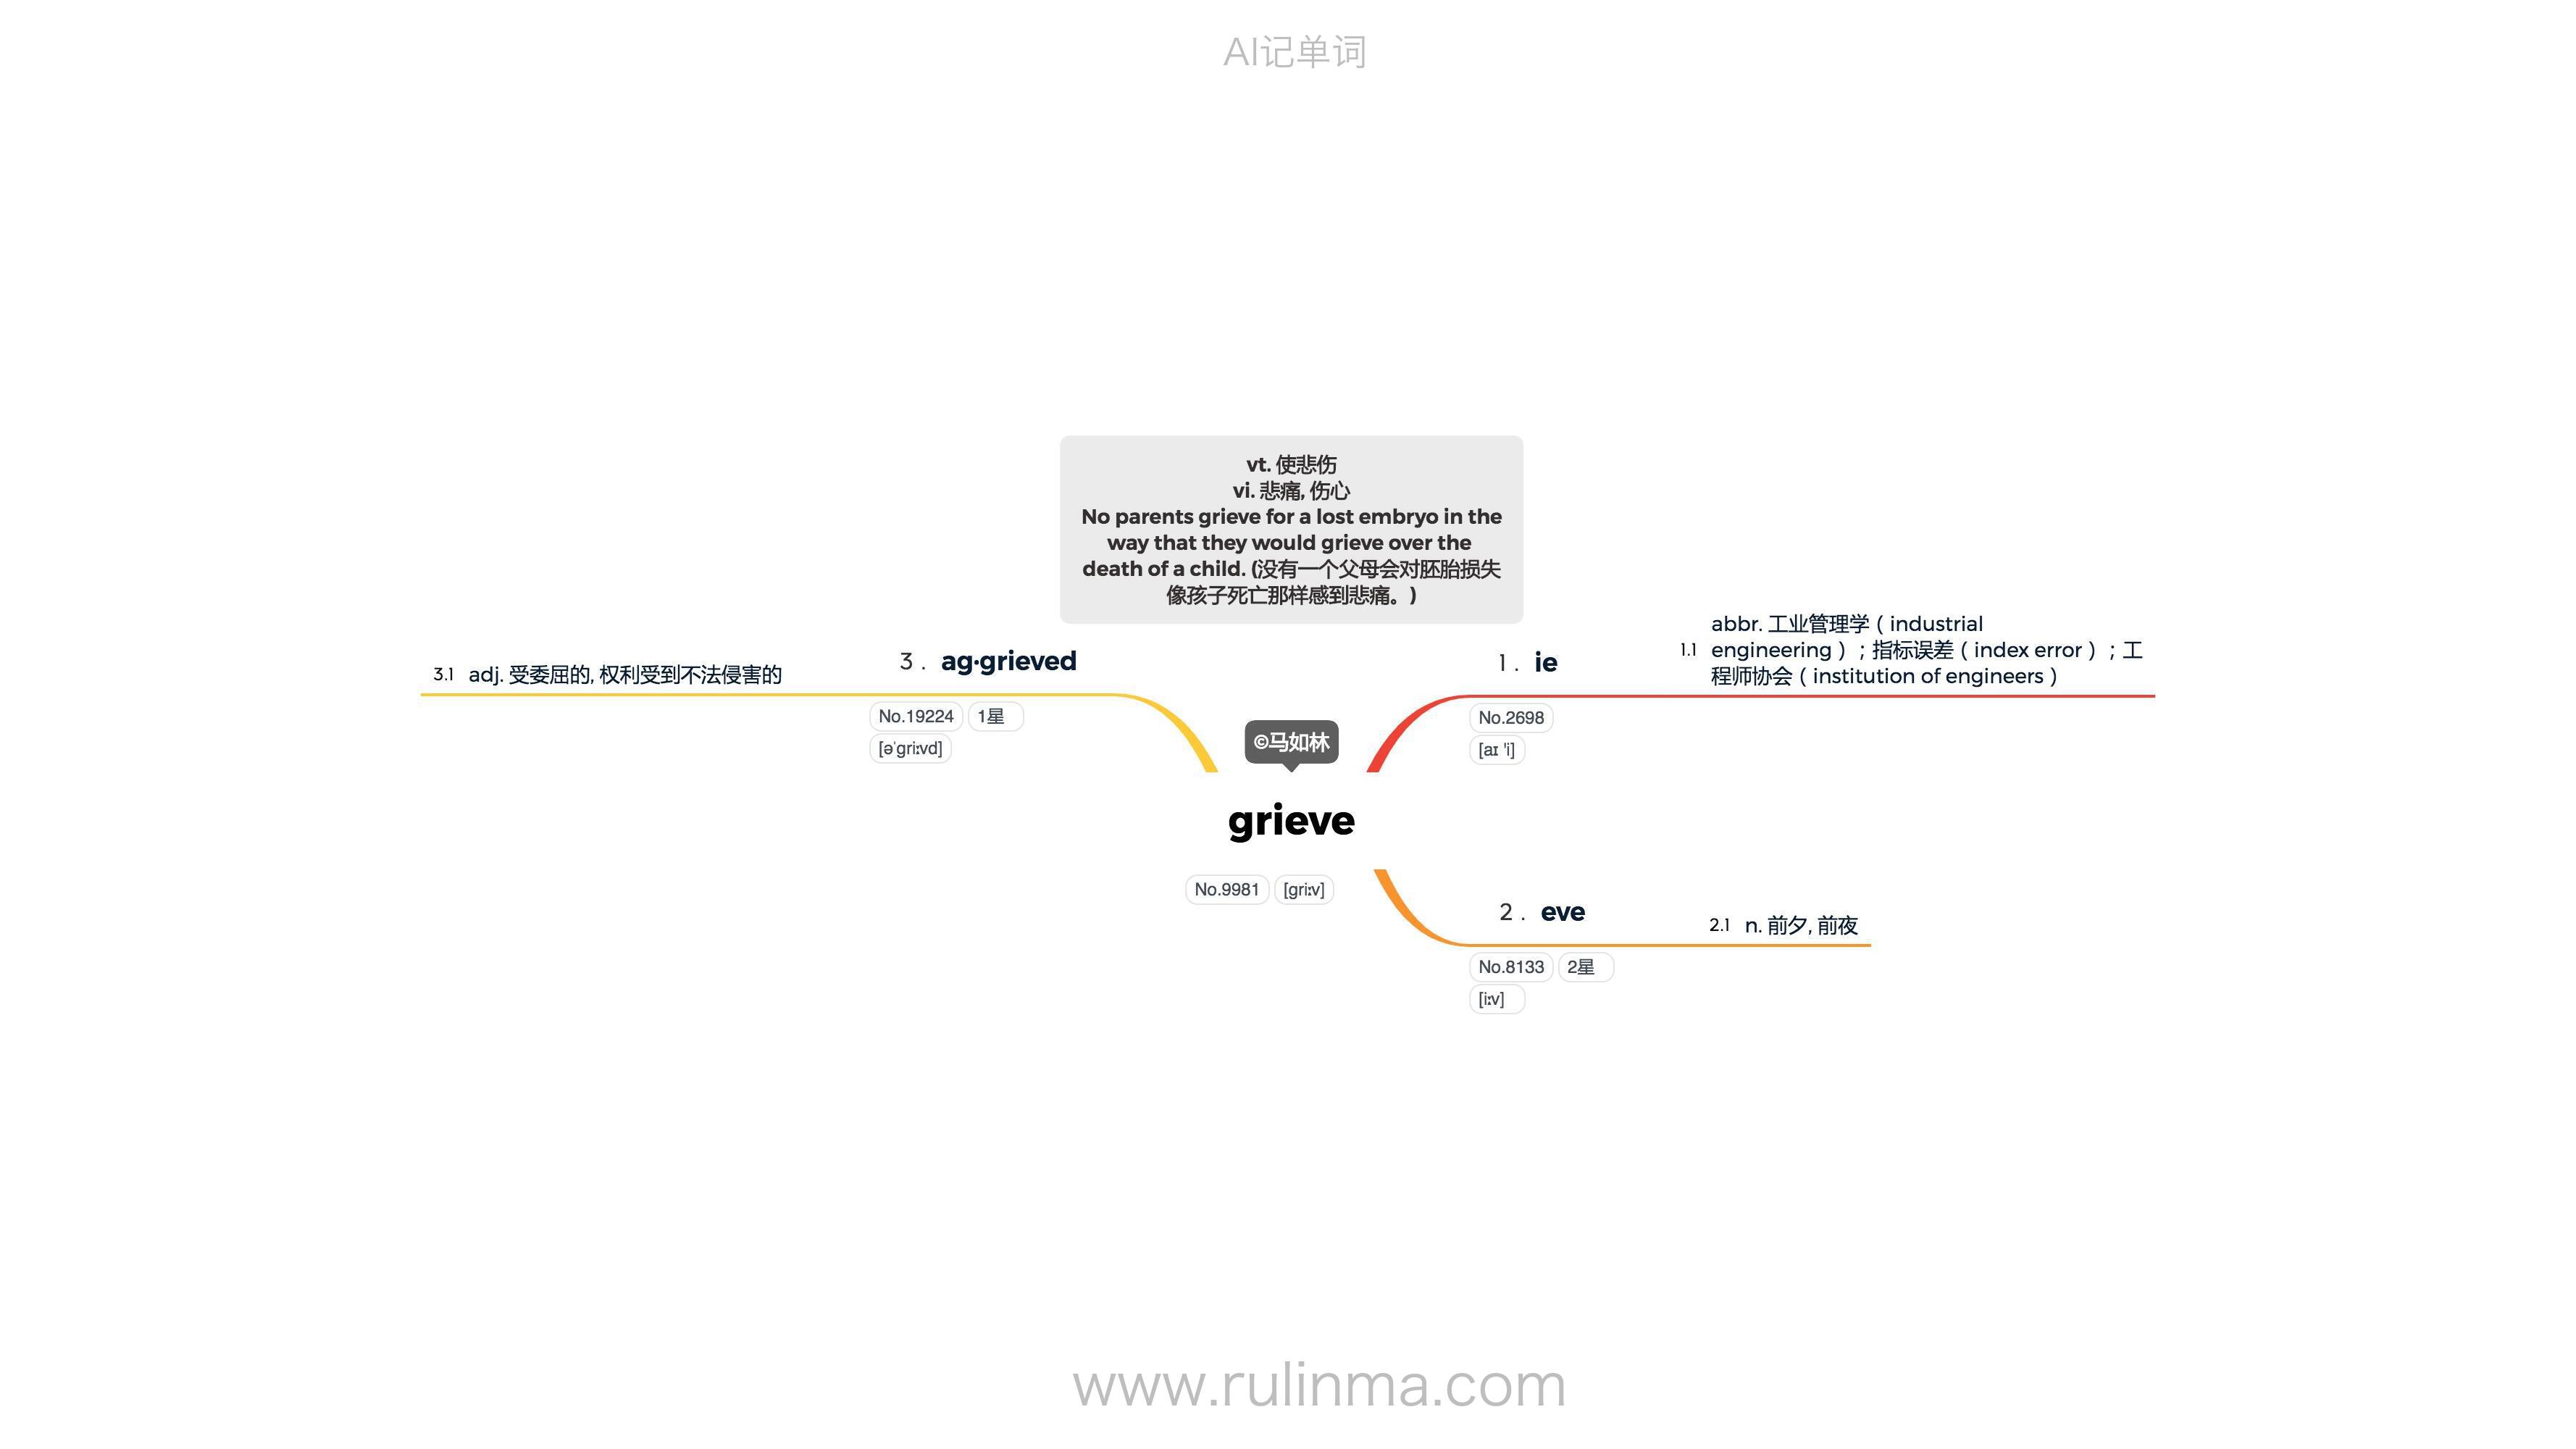 AI记单词
vt. 使悲伤
vi. 悲痛, 伤心
No parents grieve for a lost embryo in the
way that they would grieve over the
death of a child. (没有一个父母会对胚胎损失
像孩子死亡那样感到悲痛。)
3.1 adj. 受委屈的, 权利受到不法侵害的
3 . ag·grieved
No.19224 1星
[ə'gri:vd]
©马如林
grieve
No.9981 [gri:v]
1 . ie
No.2698
[aɪ 'i]
1.1 abbr. 工业管理学 ( industrial
engineering ) ; 指标误差 ( index error ) ; 工
程师协会 ( institution of engineers )
2 . eve
No.8133 2星
[i:v]
2.1 n. 前夕, 前夜
www.rulinma.com